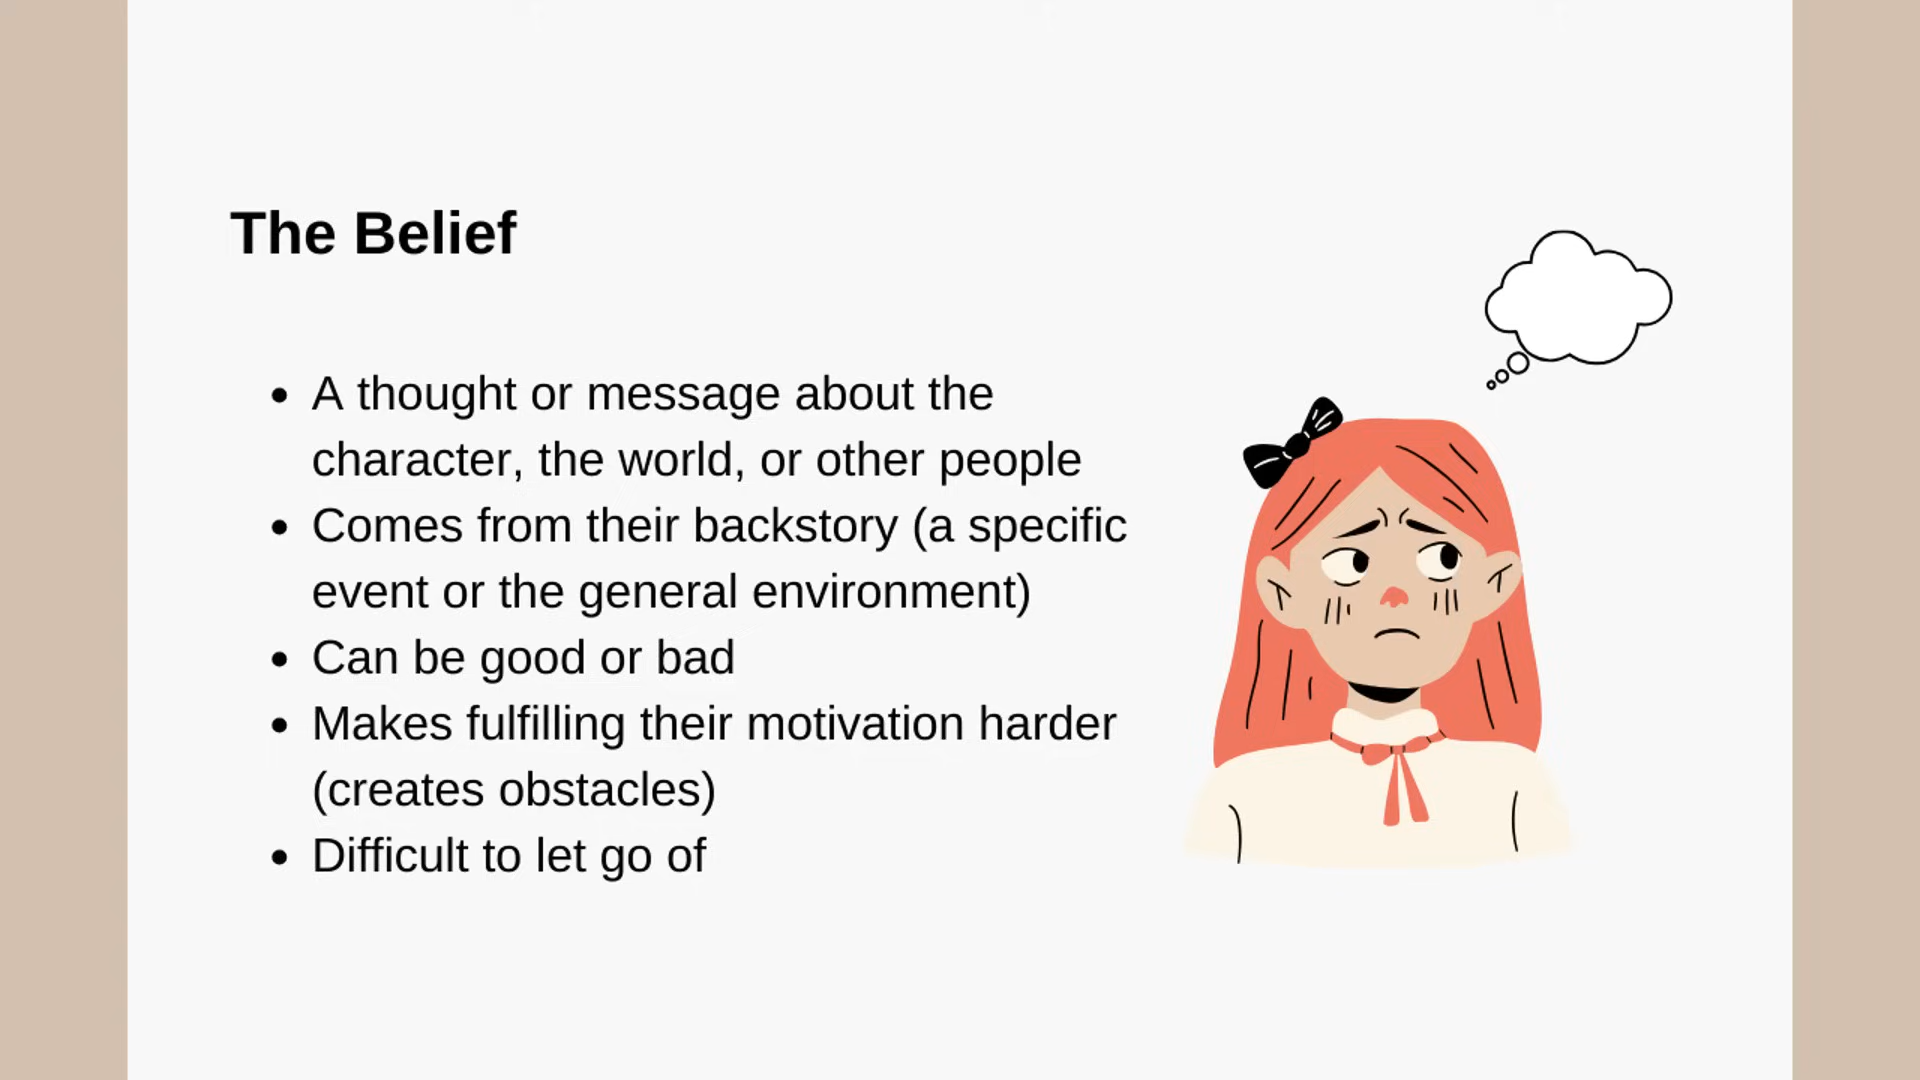 The Belief
• A thought or message about the
character, the world, or other people
• Comes from their backstory (a specific
event or the general environment)
• Can be good or bad
• Makes fulfilling their motivation harder
(creates obstacles)
• Difficult to let go of